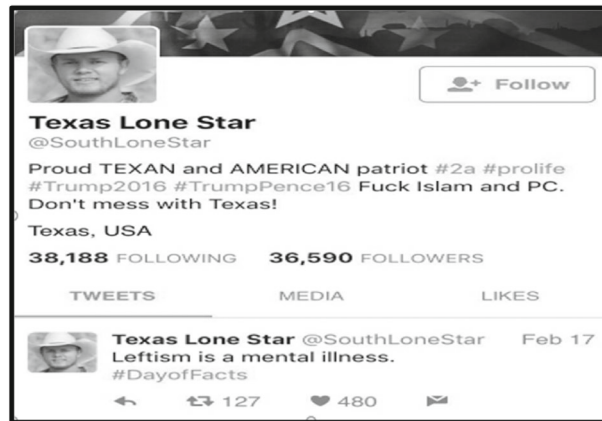 Follow
Texas Lone Star
@SouthLoneStar
Proud TEXAN and AMERICAN patriot #2a #prolife
#Trump2016 #TrumpPence16 Fuck Islam and PC.
Don't mess with Texas!
Texas, USA
38,188 FOLLOWING 36,590 FOLLOWERS
TWEETS MEDIA LIKES
Texas Lone Star @SouthLoneStar Feb 17
Leftism is a mental illness.
#DayofFacts
127 480